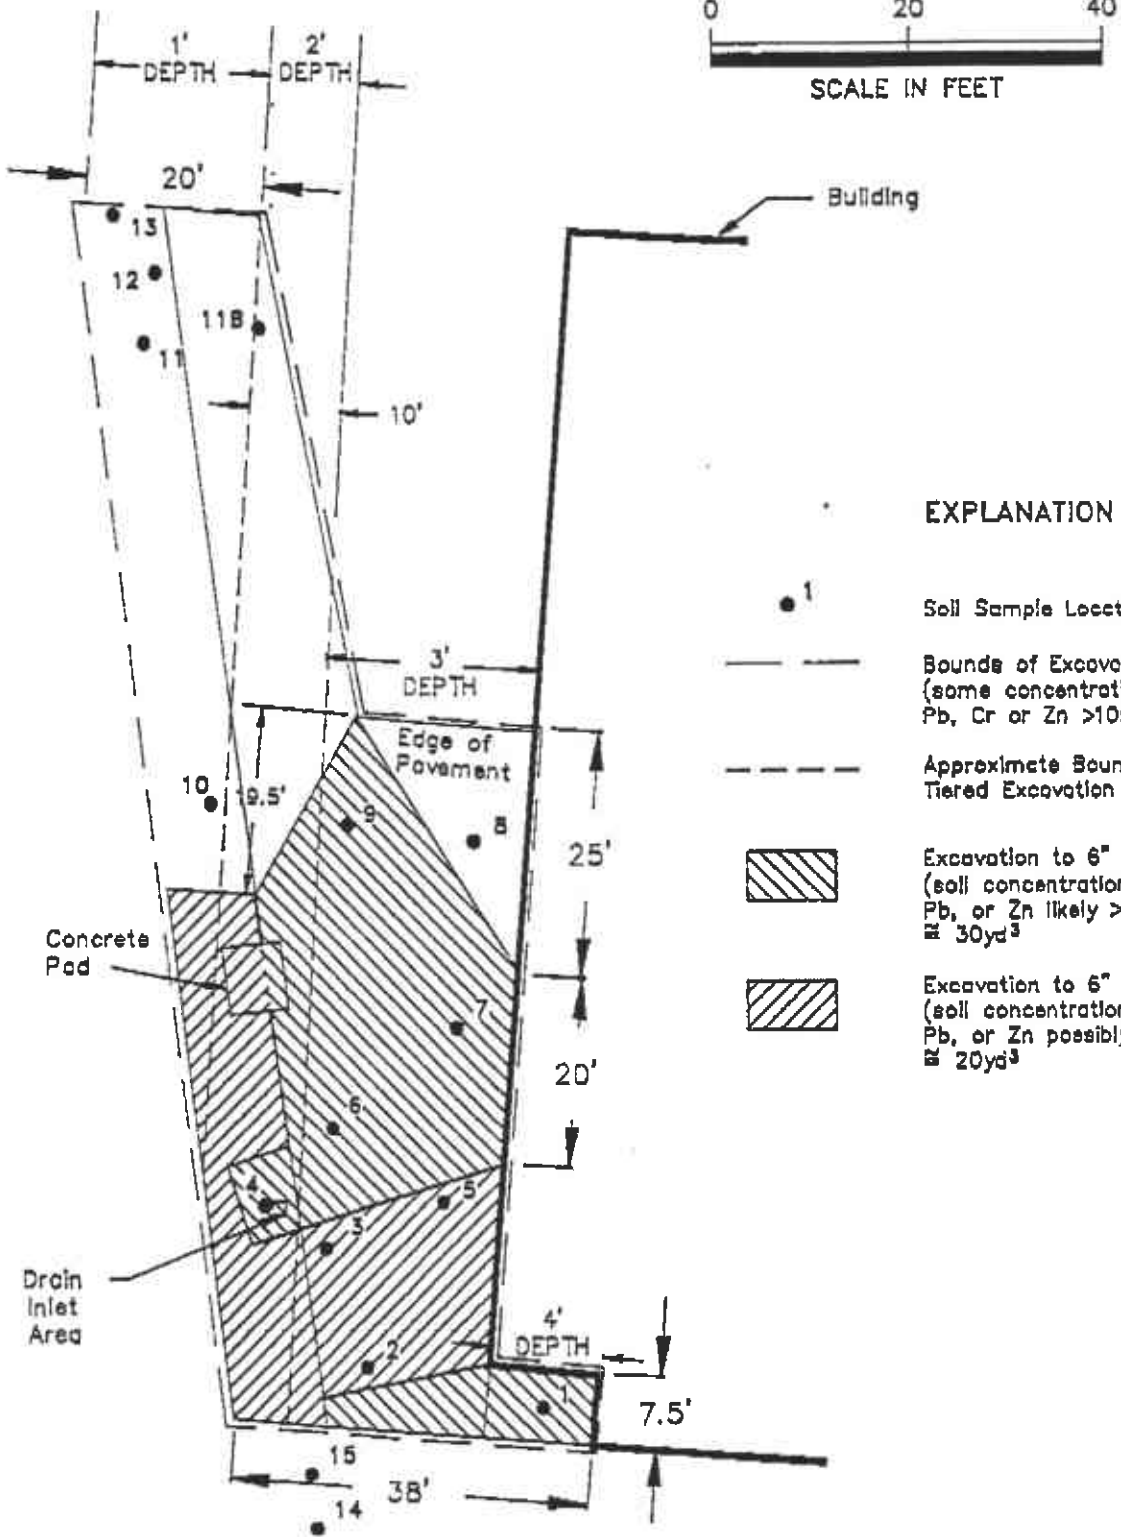 0 20 40
SCALE IN FEET
1'
DEPTH
2'
DEPTH
20'
Building
13
12
11B
11
10'
EXPLANATION
1
Soil Sample Locat
Bounds of Excava
(some concentrati
Pb, Cr or Zn >10
Approximate Boun
Tiered Excavation
Excavation to 6"
(soil concentration
Pb, or Zn likely >
≅ 30yd³
Excavation to 6"
(soil concentration
Pb, or Zn possibly
≅ 20yd³
3'
DEPTH
Edge of
Pavement
10
9.5'
9
8
25'
Concrete
Pad
7
20'
6
4
5
3
Drain
Inlet
Area
4'
DEPTH
2
1
7.5'
15
38'
14